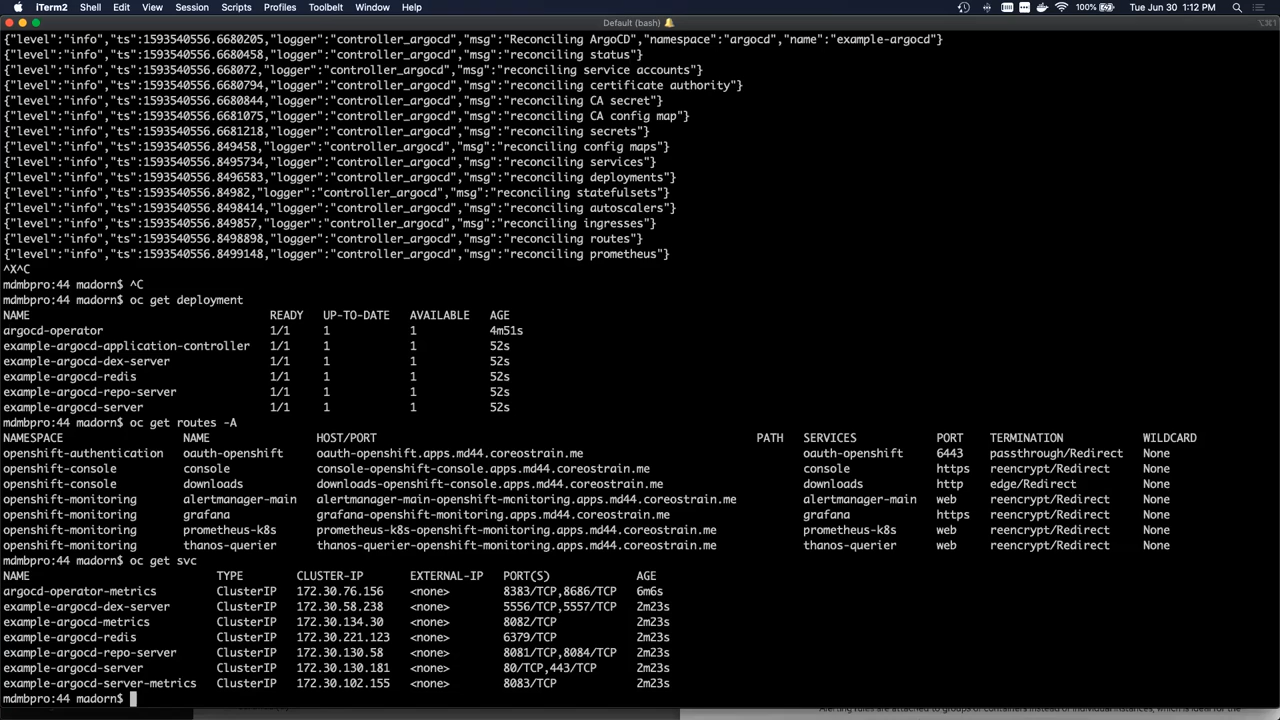 iTerm2 Shell Edit View Session Scripts Profiles Toolbelt Window Help 100% Tue Jun 30 1:12 PM
Default (bash)
{"level":"info","ts":1593540556.6680205,"logger":"controller_argocd","msg":"Reconciling ArgoCD","namespace":"argocd","name":"example-argocd"}
{"level":"info","ts":1593540556.6680458,"logger":"controller_argocd","msg":"reconciling status"}
{"level":"info","ts":1593540556.668072,"logger":"controller_argocd","msg":"reconciling service accounts"}
{"level":"info","ts":1593540556.6680794,"logger":"controller_argocd","msg":"reconciling certificate authority"}
{"level":"info","ts":1593540556.6680844,"logger":"controller_argocd","msg":"reconciling CA secret"}
{"level":"info","ts":1593540556.6681075,"logger":"controller_argocd","msg":"reconciling CA config map"}
{"level":"info","ts":1593540556.6681218,"logger":"controller_argocd","msg":"reconciling secrets"}
{"level":"info","ts":1593540556.849458,"logger":"controller_argocd","msg":"reconciling config maps"}
{"level":"info","ts":1593540556.8495734,"logger":"controller_argocd","msg":"reconciling services"}
{"level":"info","ts":1593540556.8496583,"logger":"controller_argocd","msg":"reconciling deployments"}
{"level":"info","ts":1593540556.84982,"logger":"controller_argocd","msg":"reconciling statefulsets"}
{"level":"info","ts":1593540556.8498414,"logger":"controller_argocd","msg":"reconciling autoscalers"}
{"level":"info","ts":1593540556.849857,"logger":"controller_argocd","msg":"reconciling ingresses"}
{"level":"info","ts":1593540556.8498898,"logger":"controller_argocd","msg":"reconciling routes"}
{"level":"info","ts":1593540556.8499148,"logger":"controller_argocd","msg":"reconciling prometheus"}
^X^C
mdmbpro:44 madorn$ ^C
mdmbpro:44 madorn$ oc get deployment
NAME READY UP-TO-DATE AVAILABLE AGE
argocd-operator 1/1 1 1 4m51s
example-argocd-application-controller 1/1 1 1 52s
example-argocd-dex-server 1/1 1 1 52s
example-argocd-redis 1/1 1 1 52s
example-argocd-repo-server 1/1 1 1 52s
example-argocd-server 1/1 1 1 52s
mdmbpro:44 madorn$ oc get routes -A
NAMESPACE NAME HOST/PORT PATH SERVICES PORT TERMINATION WILDCARD
openshift-authentication oauth-openshift oauth-openshift.apps.md44.coreostrain.me oauth-openshift 6443 passthrough/Redirect None
openshift-console console console-openshift-console.apps.md44.coreostrain.me console https reencrypt/Redirect None
openshift-console downloads downloads-openshift-console.apps.md44.coreostrain.me downloads http edge/Redirect None
openshift-monitoring alertmanager-main alertmanager-main-openshift-monitoring.apps.md44.coreostrain.me alertmanager-main web reencrypt/Redirect None
openshift-monitoring grafana grafana-openshift-monitoring.apps.md44.coreostrain.me grafana https reencrypt/Redirect None
openshift-monitoring prometheus-k8s prometheus-k8s-openshift-monitoring.apps.md44.coreostrain.me prometheus-k8s web reencrypt/Redirect None
openshift-monitoring thanos-querier thanos-querier-openshift-monitoring.apps.md44.coreostrain.me thanos-querier web reencrypt/Redirect None
mdmbpro:44 madorn$ oc get svc
NAME TYPE CLUSTER-IP EXTERNAL-IP PORT(S) AGE
argocd-operator-metrics ClusterIP 172.30.76.156 <none> 8383/TCP,8686/TCP 6m6s
example-argocd-dex-server ClusterIP 172.30.58.238 <none> 5556/TCP,5557/TCP 2m23s
example-argocd-metrics ClusterIP 172.30.134.30 <none> 8082/TCP 2m23s
example-argocd-redis ClusterIP 172.30.221.123 <none> 6379/TCP 2m23s
example-argocd-repo-server ClusterIP 172.30.130.58 <none> 8081/TCP,8084/TCP 2m23s
example-argocd-server ClusterIP 172.30.130.181 <none> 80/TCP,443/TCP 2m23s
example-argocd-server-metrics ClusterIP 172.30.102.155 <none> 8083/TCP 2m23s
mdmbpro:44 madorn$
Alerting rules are attached to groups of containers instead of individual instances, which is ideal for the